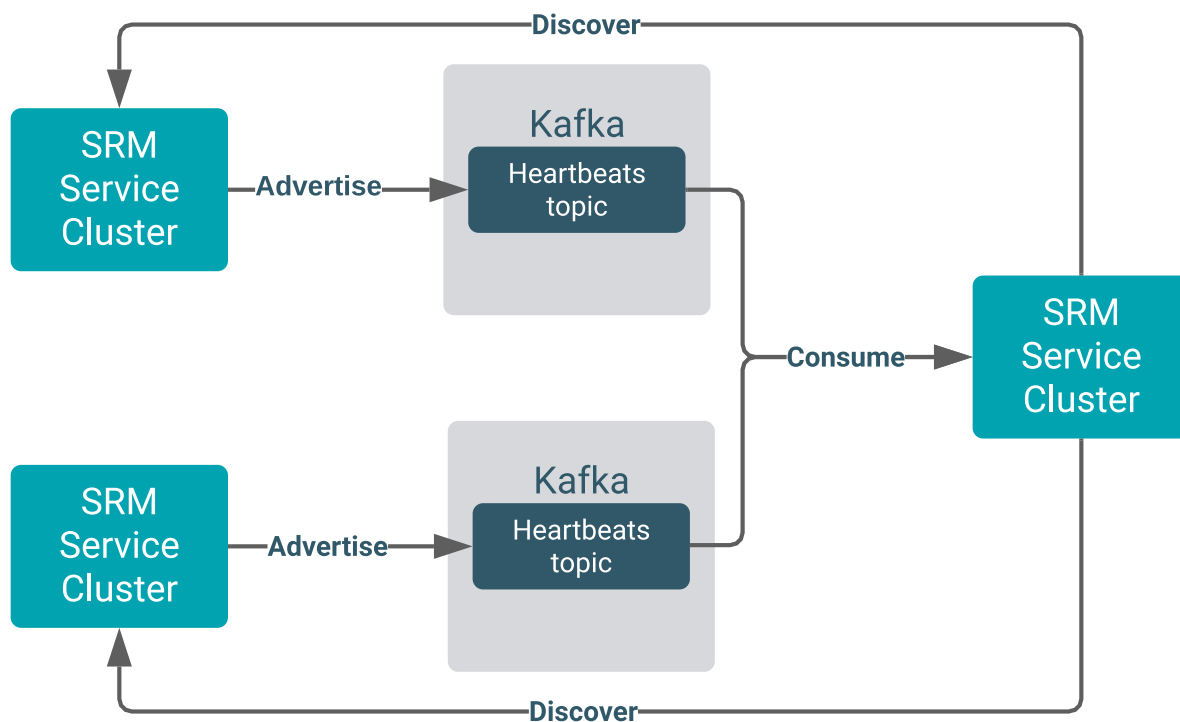 Discover
Kafka
SRM
Service
Cluster
Advertise
Heartbeats
topic
SRM
Service
Cluster
Consume
Kafka
SRM
Service
Cluster
Advertise
Heartbeats
topic
Discover